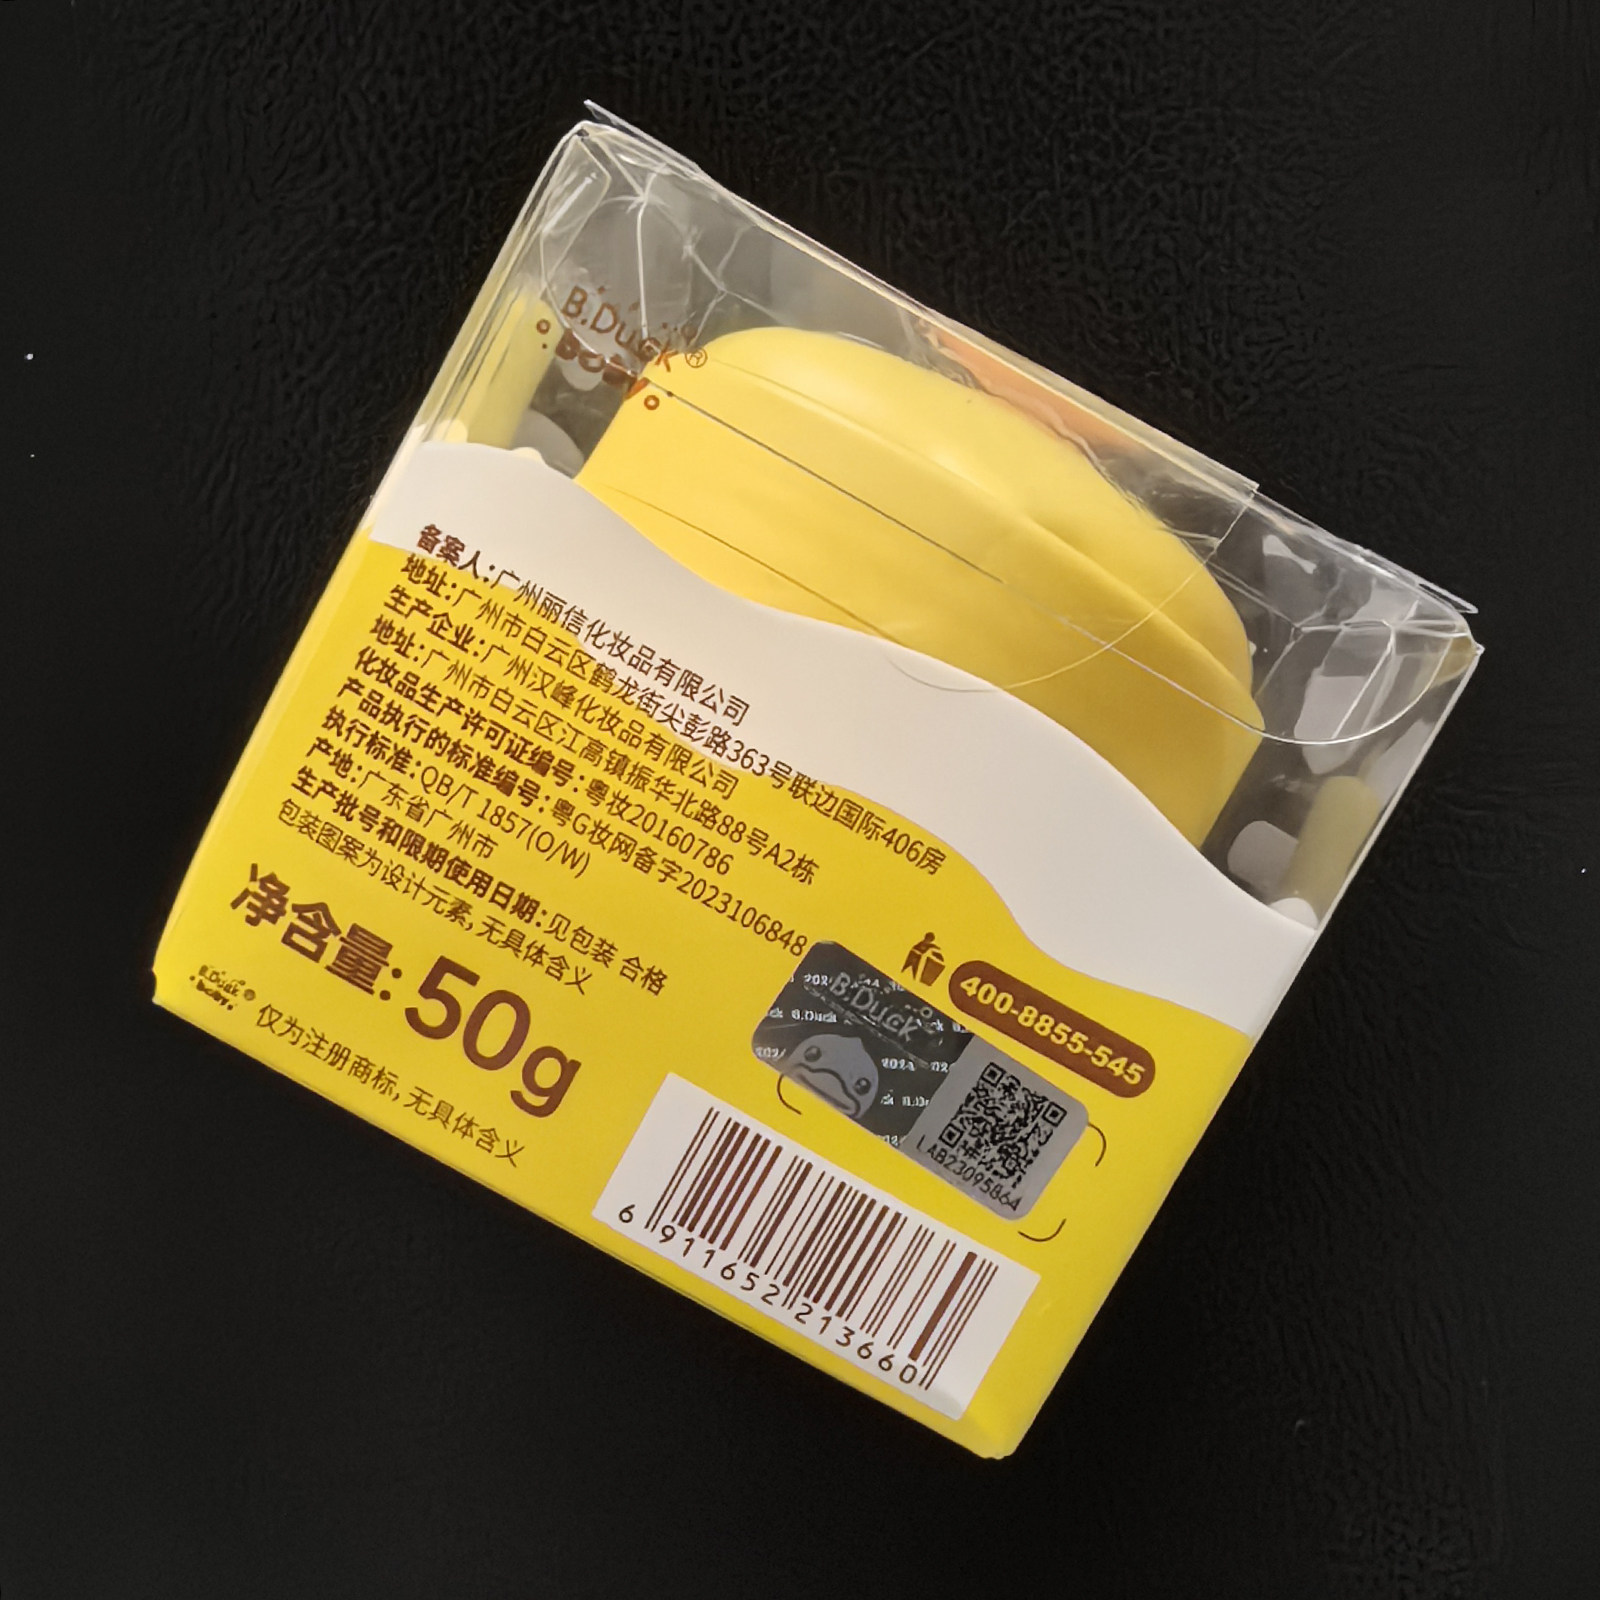 B.Duck®
baby
备案人：广州丽信化妆品有限公司
地址：广州市白云区鹤龙街尖彭路363号联边国际406房
生产企业：广州汉峰化妆品有限公司
地址：广州市白云区江高镇振华北路88号A2栋
化妆品生产许可证编号：粤妆20160786
产品执行的标准编号：粤G妆网备字2023106848
执行标准：QB/T 1857(O/W)
产地：广东省广州市
生产批号和限期使用日期：见包装 合格
包装图案为设计元素，无具体含义
净含量：50g
B.Duck®
baby
仅为注册商标，无具体含义
400-8855-545
B.Duck
LAB23095864
6 911652 213660